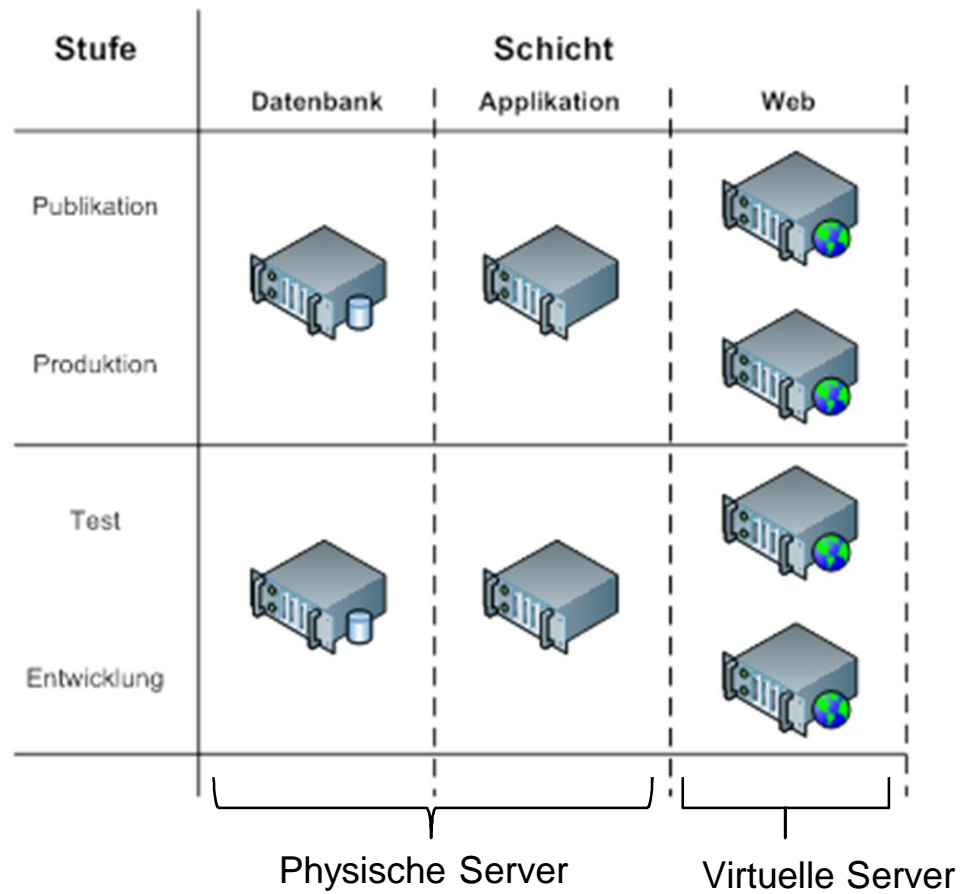 Stufe
Schicht
Datenbank
Applikation
Web
Publikation
Produktion
Test
Entwicklung
Physische Server
Virtuelle Server